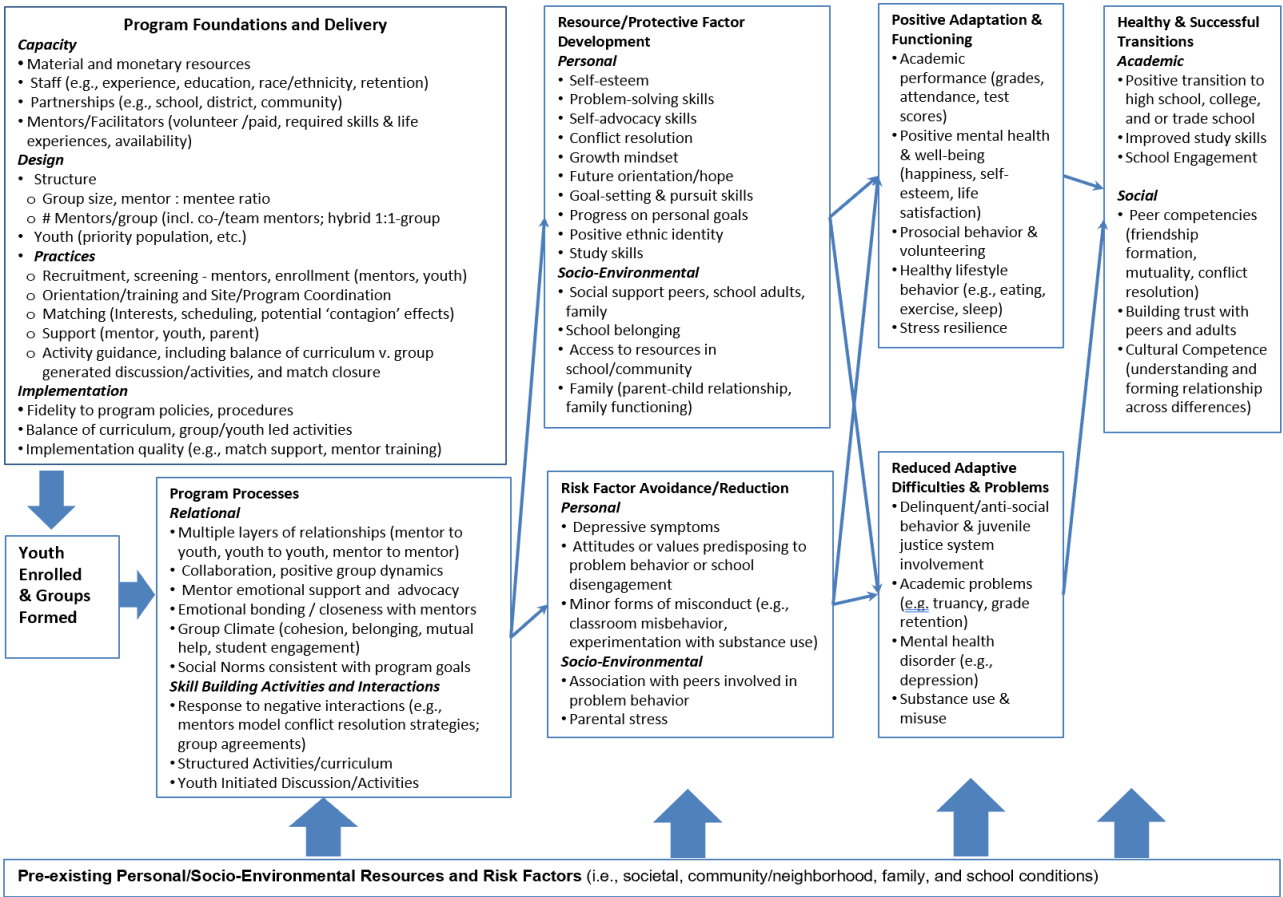 Program Foundations and Delivery
Capacity
• Material and monetary resources
• Staff (e.g., experience, education, race/ethnicity, retention)
• Partnerships (e.g., school, district, community)
• Mentors/Facilitators (volunteer /paid, required skills & life
experiences, availability)
Design
• Structure
o Group size, mentor : mentee ratio
o # Mentors/group (incl. co-/team mentors; hybrid 1:1-group
• Youth (priority population, etc.)
• Practices
o Recruitment, screening - mentors, enrollment (mentors, youth)
o Orientation/training and Site/Program Coordination
o Matching (Interests, scheduling, potential ‘contagion’ effects)
o Support (mentor, youth, parent)
o Activity guidance, including balance of curriculum v. group
generated discussion/activities, and match closure
Implementation
• Fidelity to program policies, procedures
• Balance of curriculum, group/youth led activities
• Implementation quality (e.g., match support, mentor training)
Youth
Enrolled
& Groups
Formed
Program Processes
Relational
• Multiple layers of relationships (mentor to
youth, youth to youth, mentor to mentor)
• Collaboration, positive group dynamics
• Mentor emotional support and advocacy
• Emotional bonding / closeness with mentors
• Group Climate (cohesion, belonging, mutual
help, student engagement)
• Social Norms consistent with program goals
Skill Building Activities and Interactions
• Response to negative interactions (e.g.,
mentors model conflict resolution strategies;
group agreements)
• Structured Activities/curriculum
• Youth Initiated Discussion/Activities
Resource/Protective Factor
Development
Personal
• Self-esteem
• Problem-solving skills
• Self-advocacy skills
• Conflict resolution
• Growth mindset
• Future orientation/hope
• Goal-setting & pursuit skills
• Progress on personal goals
• Positive ethnic identity
• Study skills
Socio-Environmental
• Social support peers, school adults,
family
• School belonging
• Access to resources in
school/community
• Family (parent-child relationship,
family functioning)
Risk Factor Avoidance/Reduction
Personal
• Depressive symptoms
• Attitudes or values predisposing to
problem behavior or school
disengagement
• Minor forms of misconduct (e.g.,
classroom misbehavior,
experimentation with substance use)
Socio-Environmental
• Association with peers involved in
problem behavior
• Parental stress
Positive Adaptation &
Functioning
• Academic
performance (grades,
attendance, test
scores)
• Positive mental health
& well-being
(happiness, self-
esteem, life
satisfaction)
• Prosocial behavior &
volunteering
• Healthy lifestyle
behavior (e.g., eating,
exercise, sleep)
• Stress resilience
Reduced Adaptive
Difficulties & Problems
• Delinquent/anti-social
behavior & juvenile
justice system
involvement
• Academic problems
(e.g. truancy, grade
retention)
• Mental health
disorder (e.g.,
depression)
• Substance use &
misuse
Healthy & Successful
Transitions
Academic
• Positive transition to
high school, college,
and or trade school
• Improved study skills
• School Engagement
Social
• Peer competencies
(friendship
formation,
mutuality, conflict
resolution)
• Building trust with
peers and adults
• Cultural Competence
(understanding and
forming relationship
across differences)
Pre-existing Personal/Socio-Environmental Resources and Risk Factors (i.e., societal, community/neighborhood, family, and school conditions)